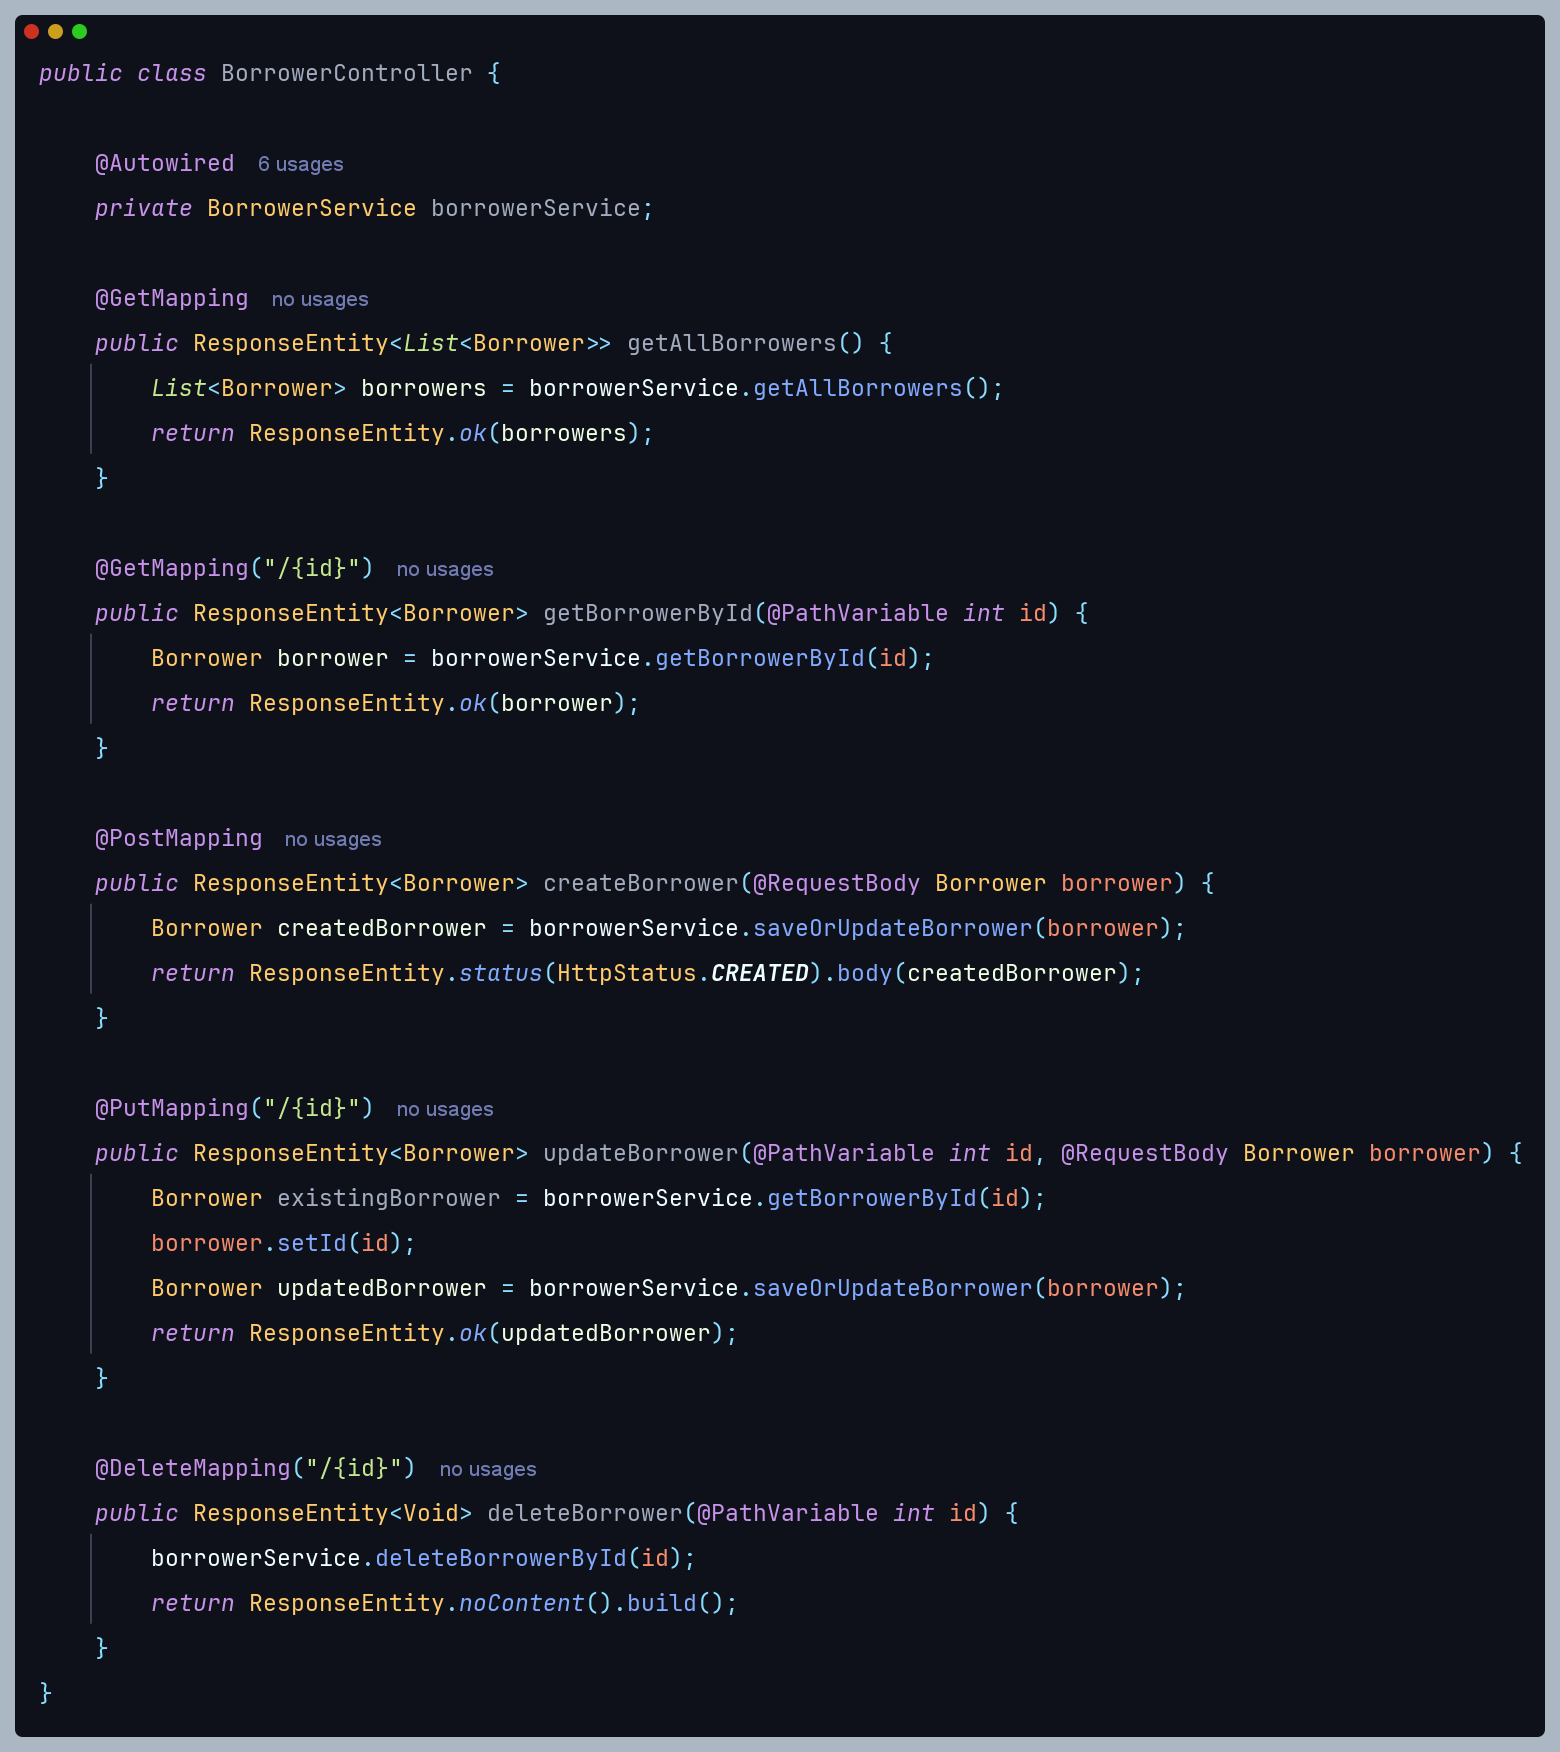 public class BorrowerController {
@Autowired 6 usages
private BorrowerService borrowerService;
@GetMapping no usages
public ResponseEntity<List<Borrower>> getAllBorrowers() {
List<Borrower> borrowers = borrowerService.getAllBorrowers();
return ResponseEntity.ok(borrowers);
}
@GetMapping("/{id}") no usages
public ResponseEntity<Borrower> getBorrowerById(@PathVariable int id) {
Borrower borrower = borrowerService.getBorrowerById(id);
return ResponseEntity.ok(borrower);
}
@PostMapping no usages
public ResponseEntity<Borrower> createBorrower(@RequestBody Borrower borrower) {
Borrower createdBorrower = borrowerService.saveOrUpdateBorrower(borrower);
return ResponseEntity.status(HttpStatus.CREATED).body(createdBorrower);
}
@PutMapping("/{id}") no usages
public ResponseEntity<Borrower> updateBorrower(@PathVariable int id, @RequestBody Borrower borrower) {
Borrower existingBorrower = borrowerService.getBorrowerById(id);
borrower.setId(id);
Borrower updatedBorrower = borrowerService.saveOrUpdateBorrower(borrower);
return ResponseEntity.ok(updatedBorrower);
}
@DeleteMapping("/{id}") no usages
public ResponseEntity<Void> deleteBorrower(@PathVariable int id) {
borrowerService.deleteBorrowerById(id);
return ResponseEntity.noContent().build();
}
}